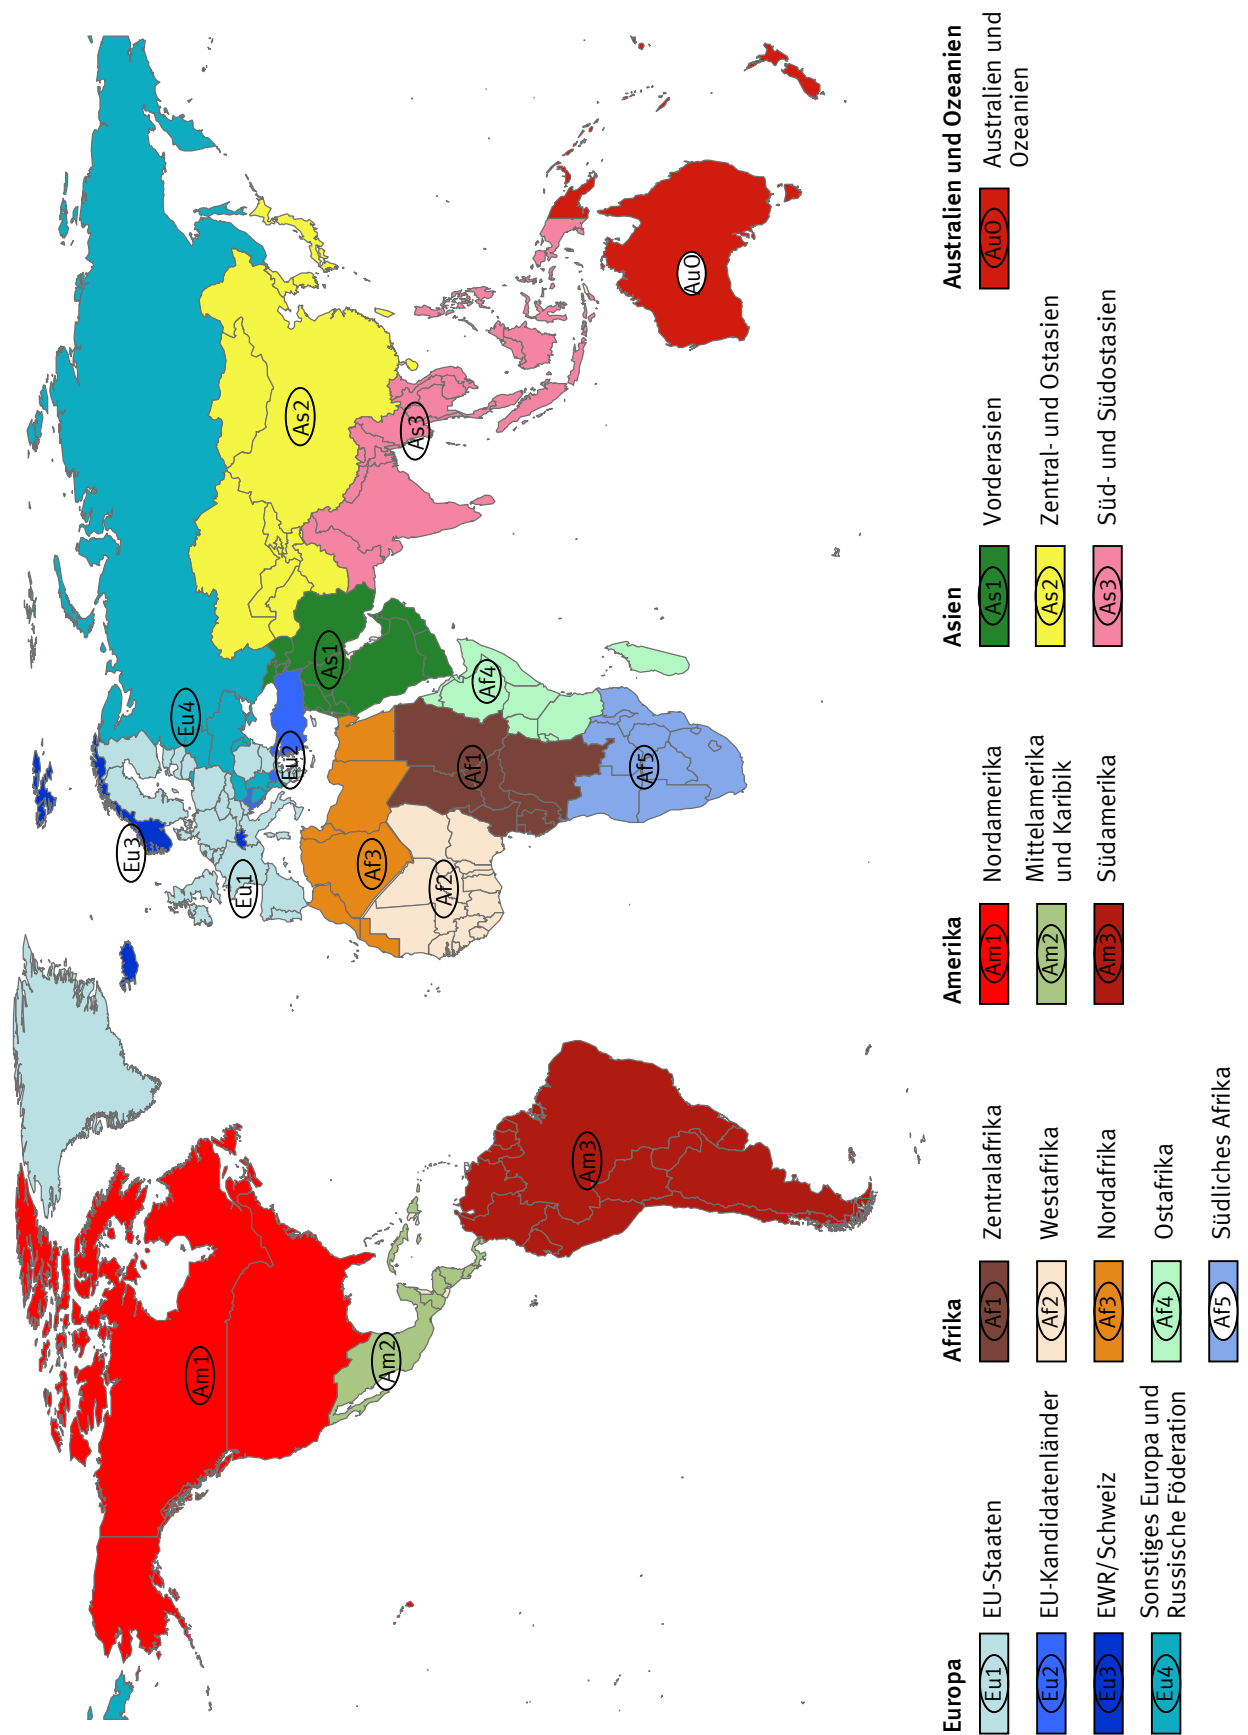 Eu3
Eu4
Eu1
Eu2
Am1
Am2
Am3
As1
As2
As3
Af1
Af2
Af3
Af4
Af5
AuO
Europa
Eu1 EU-Staaten
Eu2 EU-Kandidatenländer
Eu3 EWR/Schweiz
Eu4 Sonstiges Europa und
Russische Föderation
Afrika
Af1 Zentralafrika
Af2 Westafrika
Af3 Nordafrika
Af4 Ostafrika
Af5 Südliches Afrika
Amerika
Am1 Nordamerika
Am2 Mittelamerika
und Karibik
Am3 Südamerika
Asien
As1 Vorderasien
As2 Zentral- und Ostasien
As3 Süd- und Südostasien
Australien und Ozeanien
AuO Australien und
Ozeanien